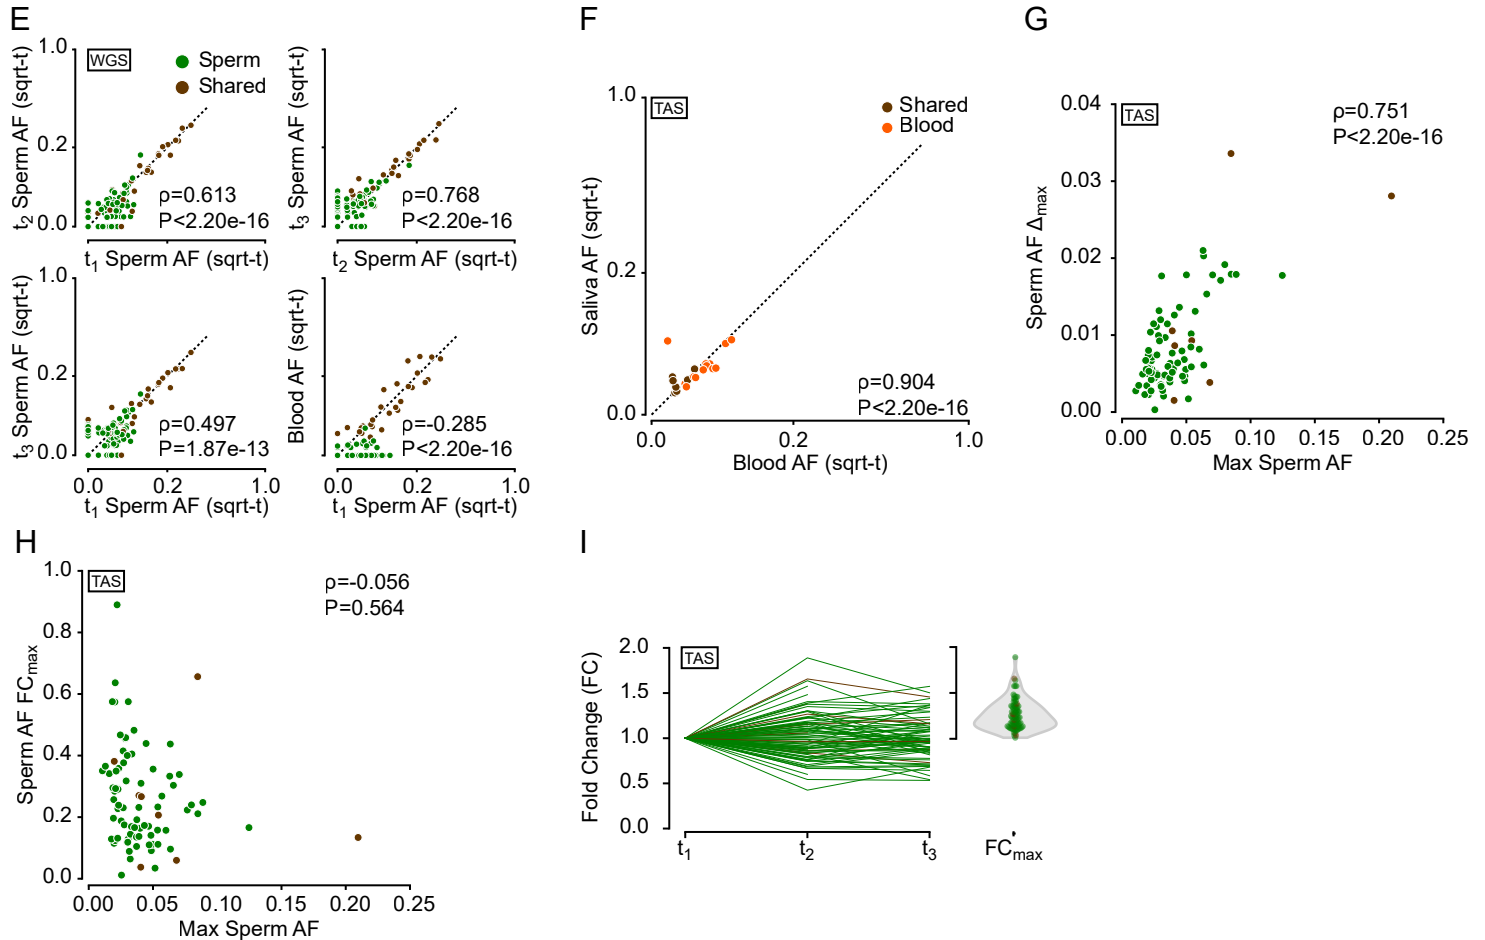 E
WGS
Sperm
Shared
1.0
0.2
0.0
t2 Sperm AF (sqrt-t)
ρ=0.613
P<2.20e-16
t1 Sperm AF (sqrt-t)
t3 Sperm AF (sqrt-t)
ρ=0.768
P<2.20e-16
t2 Sperm AF (sqrt-t)
1.0
0.2
0.0
t3 Sperm AF (sqrt-t)
ρ=0.497
P=1.87e-13
0.0 0.2 1.0
t1 Sperm AF (sqrt-t)
Blood AF (sqrt-t)
ρ=-0.285
P<2.20e-16
0.0 0.2 1.0
t1 Sperm AF (sqrt-t)
F
TAS
Shared
Blood
1.0
0.2
0.0
Saliva AF (sqrt-t)
ρ=0.904
P<2.20e-16
0.0 0.2 1.0
Blood AF (sqrt-t)
G
TAS
ρ=0.751
P<2.20e-16
0.04
0.03
0.02
0.01
0.00
Sperm AF Δmax
0.00 0.05 0.10 0.15 0.20 0.25
Max Sperm AF
H
TAS
ρ=-0.056
P=0.564
1.0
0.8
0.6
0.4
0.2
0.0
Sperm AF FCmax
0.00 0.05 0.10 0.15 0.20 0.25
Max Sperm AF
I
TAS
2.0
1.5
1.0
0.5
0.0
Fold Change (FC)
t1 t2 t3
FC'max